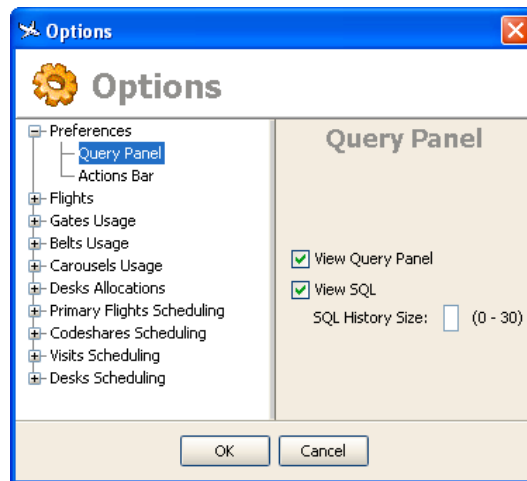 Options
Options
Preferences
Query Panel
Actions Bar
Flights
Gates Usage
Belts Usage
Carousels Usage
Desks Allocations
Primary Flights Scheduling
Codeshares Scheduling
Visits Scheduling
Desks Scheduling
Query Panel
View Query Panel
View SQL
SQL History Size: (0 - 30)
OK
Cancel